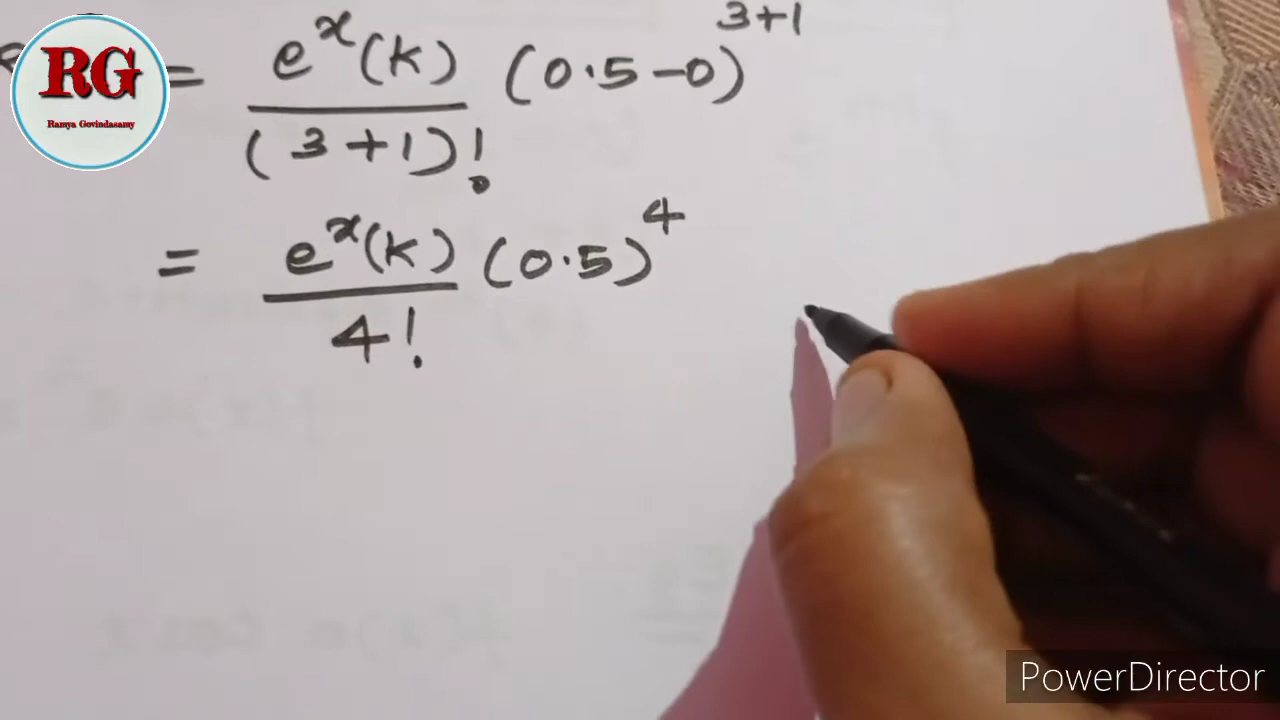 RG
Ramya Govindasamy
= e^x(k) / (3+1)! (0.5-0)^3+1
= e^x(k) / 4! (0.5)^4
PowerDirector